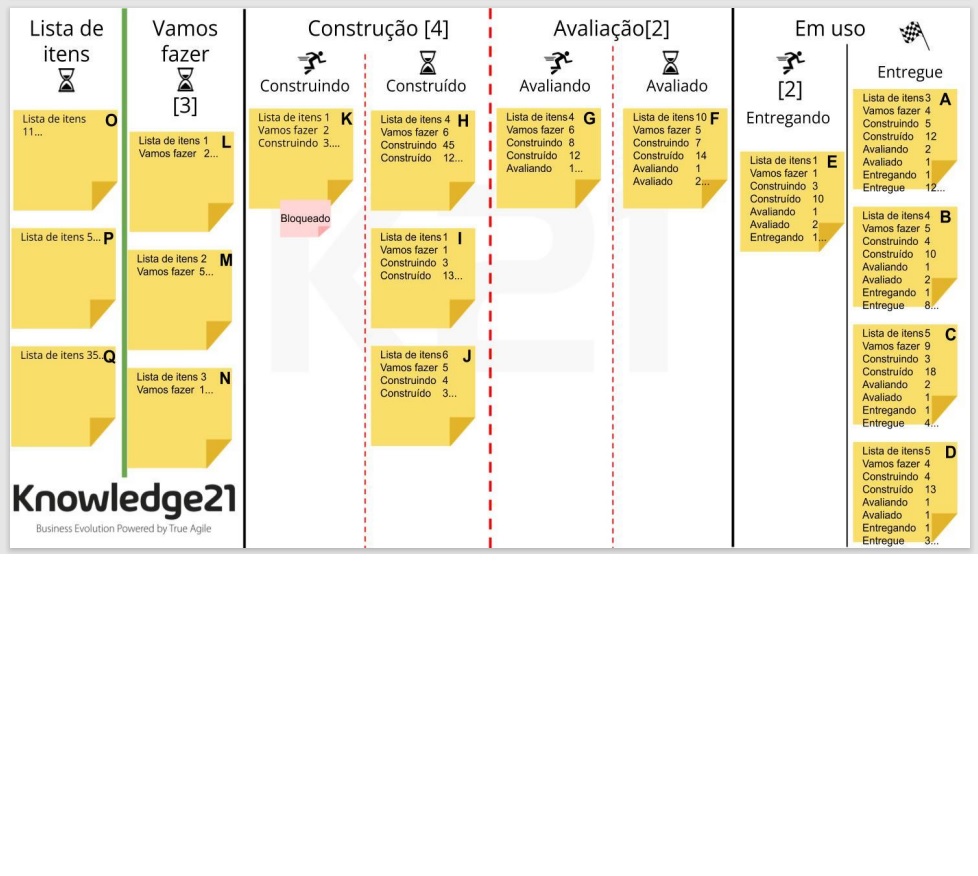 Lista de
itens
Vamos
fazer
[3]
Construção [4]
Construindo
Construído
Avaliação[2]
Avaliando
Avaliado
Em uso
[2]
Entregando
Entregue
Lista de itens O
11...
Lista de itens 5... P
Lista de itens 35... Q
Lista de itens 1 L
Vamos fazer 2...
Lista de itens 2 M
Vamos fazer 5...
Lista de itens 3 N
Vamos fazer 1...
Lista de itens 1 K
Vamos fazer 2
Construindo 3....
Bloqueado
Lista de itens 4 H
Vamos fazer 6
Construindo 45
Construído 12...
Lista de itens 1 I
Vamos fazer 1
Construindo 3
Construído 13...
Lista de itens 6 J
Vamos fazer 5
Construindo 4
Construído 3...
Lista de itens 4 G
Vamos fazer 6
Construindo 8
Construído 12
Avaliando 1...
Lista de itens 10 F
Vamos fazer 5
Construindo 7
Construído 14
Avaliando 1
Avaliado 2...
Lista de itens 1 E
Vamos fazer 1
Construindo 3
Construído 10
Avaliando 1
Avaliado 2
Entregando 1...
Lista de itens 3 A
Vamos fazer 4
Construindo 5
Construído 12
Avaliando 2
Avaliado 1
Entregando 1
Entregue 12...
Lista de itens 4 B
Vamos fazer 5
Construindo 4
Construído 10
Avaliando 1
Avaliado 2
Entregando 1
Entregue 8...
Lista de itens 5 C
Vamos fazer 9
Construindo 3
Construído 18
Avaliando 2
Avaliado 1
Entregando 1
Entregue 4...
Lista de itens 5 D
Vamos fazer 4
Construindo 4
Construído 13
Avaliando 1
Avaliado 1
Entregando 1
Entregue 3...
K21
Knowledge21
Business Evolution Powered by True Agile